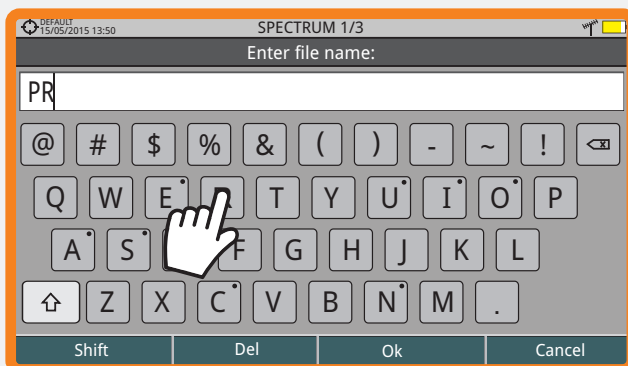 DEFAULT
15/05/2015 13:50 SPECTRUM 1/3
Enter file name:
PR
@ # $ % & ( ) - ~ !
Q W E T Y U I O P
A S F G H J K L
Z X C V B N M .
Shift Del Ok Cancel